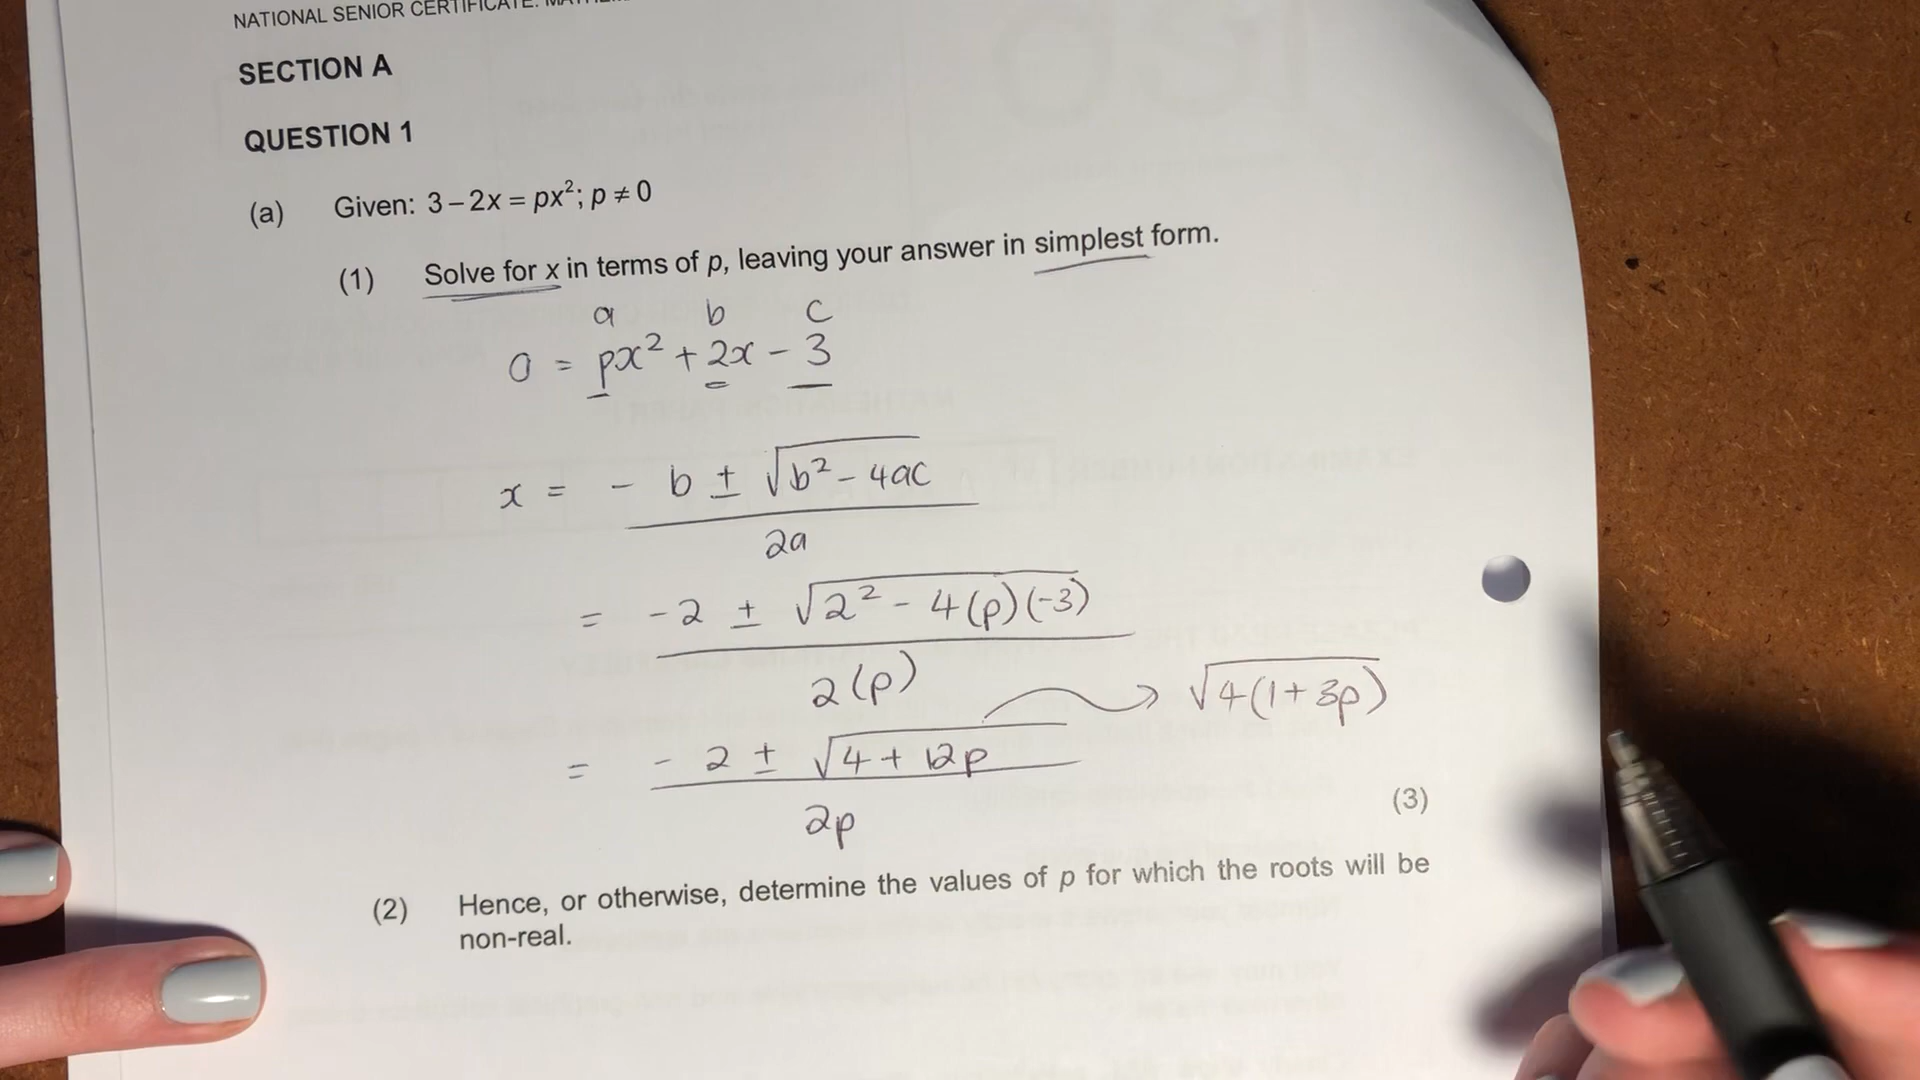 NATIONAL SENIOR CERTIFICATE:
SECTION A
QUESTION 1
(a) Given: 3 – 2x = px²; p ≠ 0
(1) Solve for x in terms of p, leaving your answer in simplest form.
a b c
0 = px² + 2x - 3
x = - b ± √(b² - 4ac)
2a
= -2 ± √(2² - 4(p)(-3))
2(p)
√(4(1+3p))
= - 2 ± √(4 + 12p)
2p
(3)
(2) Hence, or otherwise, determine the values of p for which the roots will be
non-real.